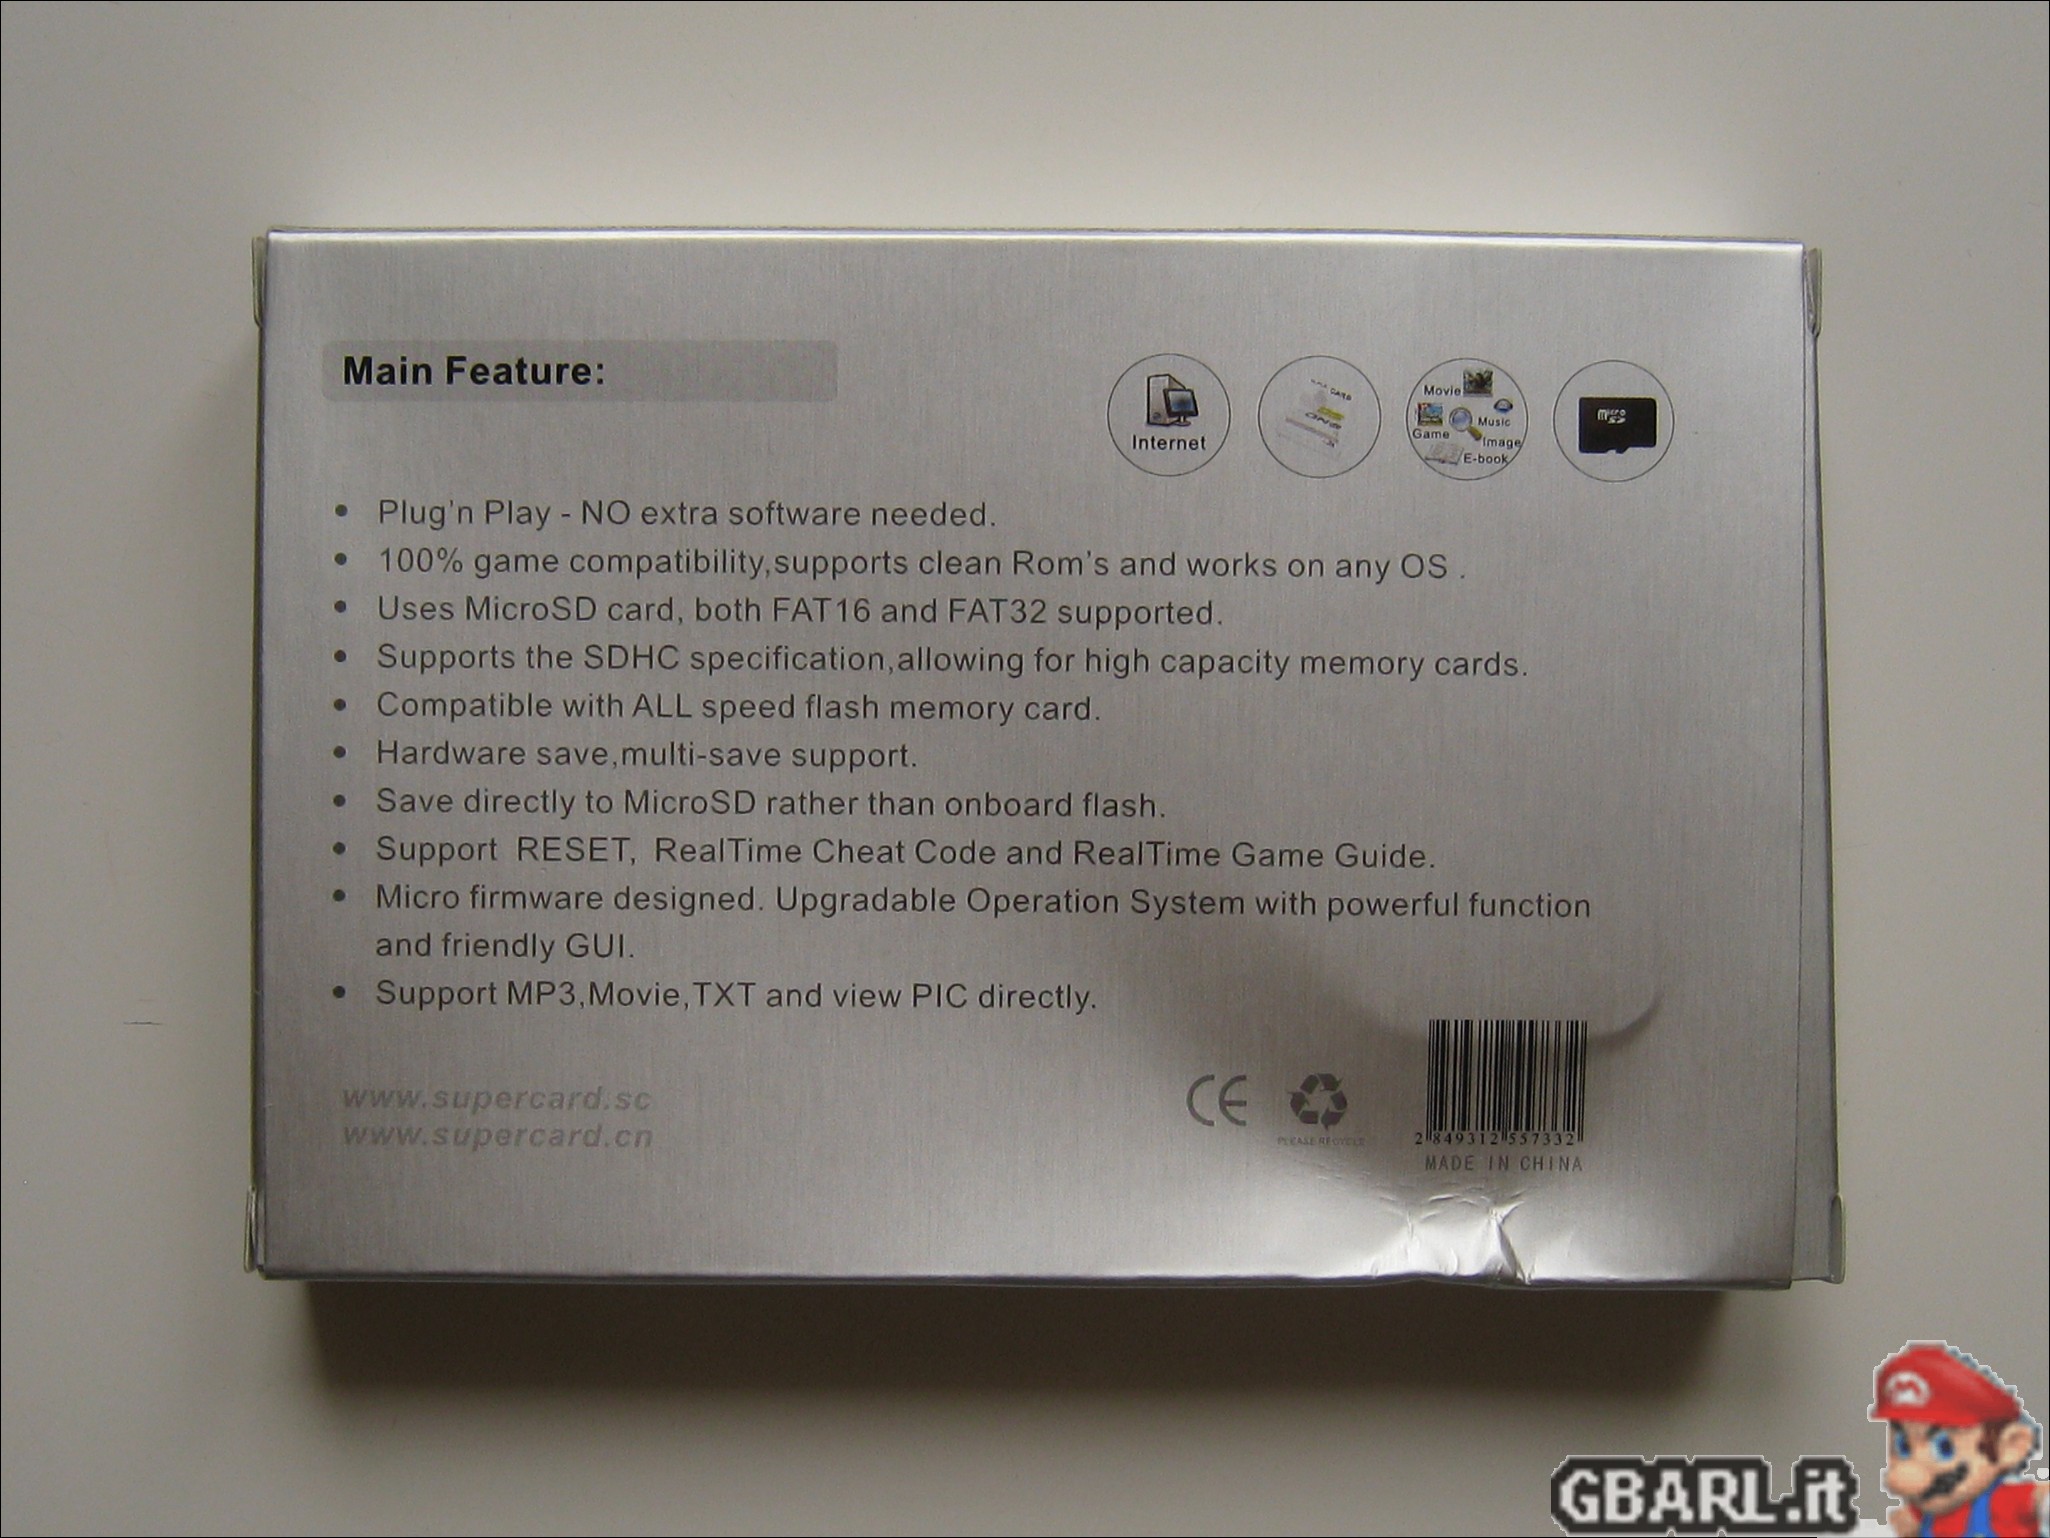 Main Feature:
Internet
CARD
Movie
Music
Game
Image
E-book
micro
SD
• Plug'n Play - NO extra software needed.
• 100% game compatibility,supports clean Rom's and works on any OS .
• Uses MicroSD card, both FAT16 and FAT32 supported.
• Supports the SDHC specification,allowing for high capacity memory cards.
• Compatible with ALL speed flash memory card.
• Hardware save,multi-save support.
• Save directly to MicroSD rather than onboard flash.
• Support RESET, RealTime Cheat Code and RealTime Game Guide.
• Micro firmware designed. Upgradable Operation System with powerful function
and friendly GUI.
• Support MP3,Movie,TXT and view PIC directly.
www.supercard.sc
www.supercard.cn
CE
PLEASE RECYCLE
2 849312 557332
MADE IN CHINA
GBARL.it